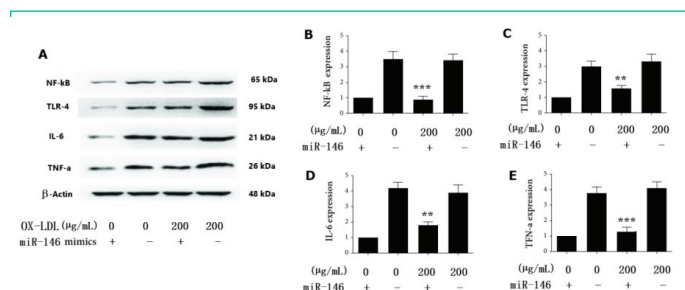 A
NF-kB 65 kDa
TLR-4 95 kDa
IL-6 21 kDa
TNF-a 26 kDa
β-Actin 48 kDa
OX-LDL(μg/mL) 0 0 200 200
miR-146 mimics + − + −
B
NF-kB expression
5
4
3
2
1
0
***
(μg/mL) 0 0 200 200
miR-146 + − + −
C
TLR-4 expression
5
4
3
2
1
0
**
(μg/mL) 0 0 200 200
miR-146 + − + −
D
IL-6 expression
6
5
4
3
2
1
0
**
(μg/mL) 0 0 200 200
miR-146 + − + −
E
TFN-a expression
5
4
3
2
1
0
***
(μg/mL) 0 0 200 200
miR-146 + − + −